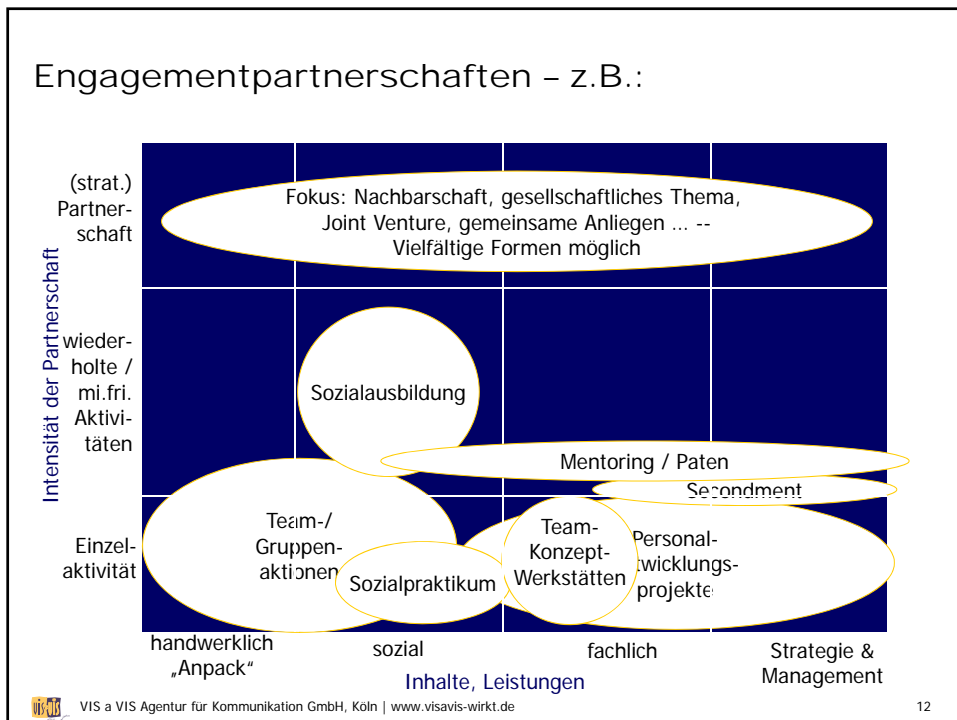 Engagementpartnerschaften – z.B.:
Intensität der Partnerschaft
(strat.)
Partner-
schaft
Fokus: Nachbarschaft, gesellschaftliches Thema,
Joint Venture, gemeinsame Anliegen ... --
Vielfältige Formen möglich
wieder-
holte /
mi.fri.
Aktivi-
täten
Sozialausbildung
Mentoring / Paten
Secondment
Einzel-
aktivität
Team-/
Gruppen-
aktionen
Sozialpraktikum
Team-
Konzept-
Werkstätten
Personal-
twicklungs-
projekte
handwerklich
„Anpack“
sozial
fachlich
Strategie &
Management
Inhalte, Leistungen
VIS a VIS Agentur für Kommunikation GmbH, Köln | www.visavis-wirkt.de
12